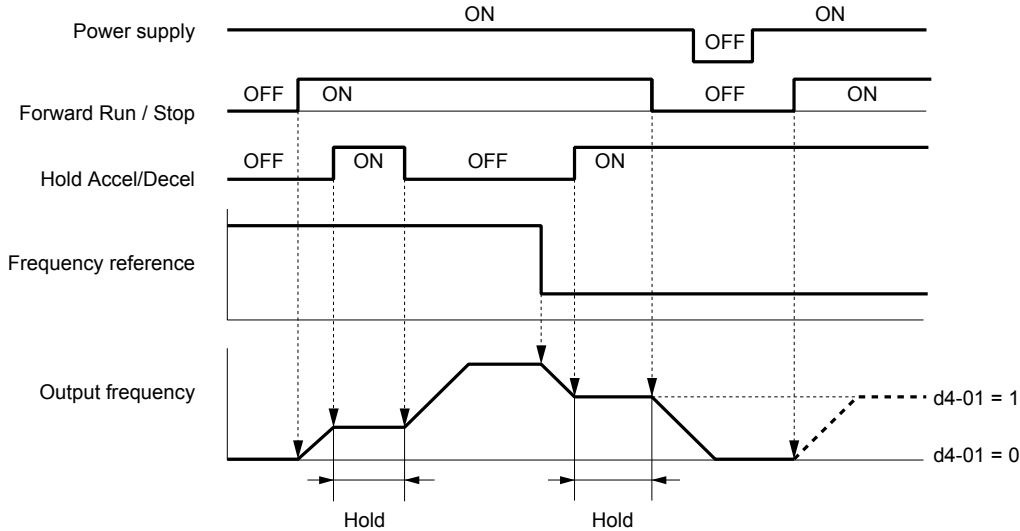 ON ON
Power supply
OFF
OFF ON OFF ON
Forward Run / Stop
OFF ON OFF ON
Hold Accel/Decel
Frequency reference
Output frequency
d4-01 = 1
d4-01 = 0
Hold Hold